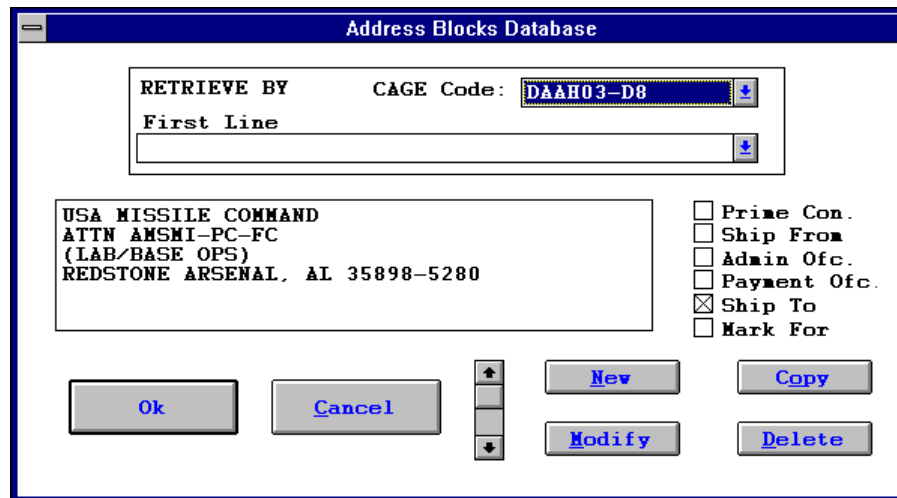 Address Blocks Database
RETRIEVE BY CAGE Code: DAAH03-D8
First Line
USA MISSILE COMMAND
ATTN AMSMI-PC-FC
(LAB/BASE OPS)
REDSTONE ARSENAL, AL 35898-5280
Prime Con.
Ship From
Admin Ofc.
Payment Ofc.
Ship To
Mark For
Ok Cancel
New Copy
Modify Delete